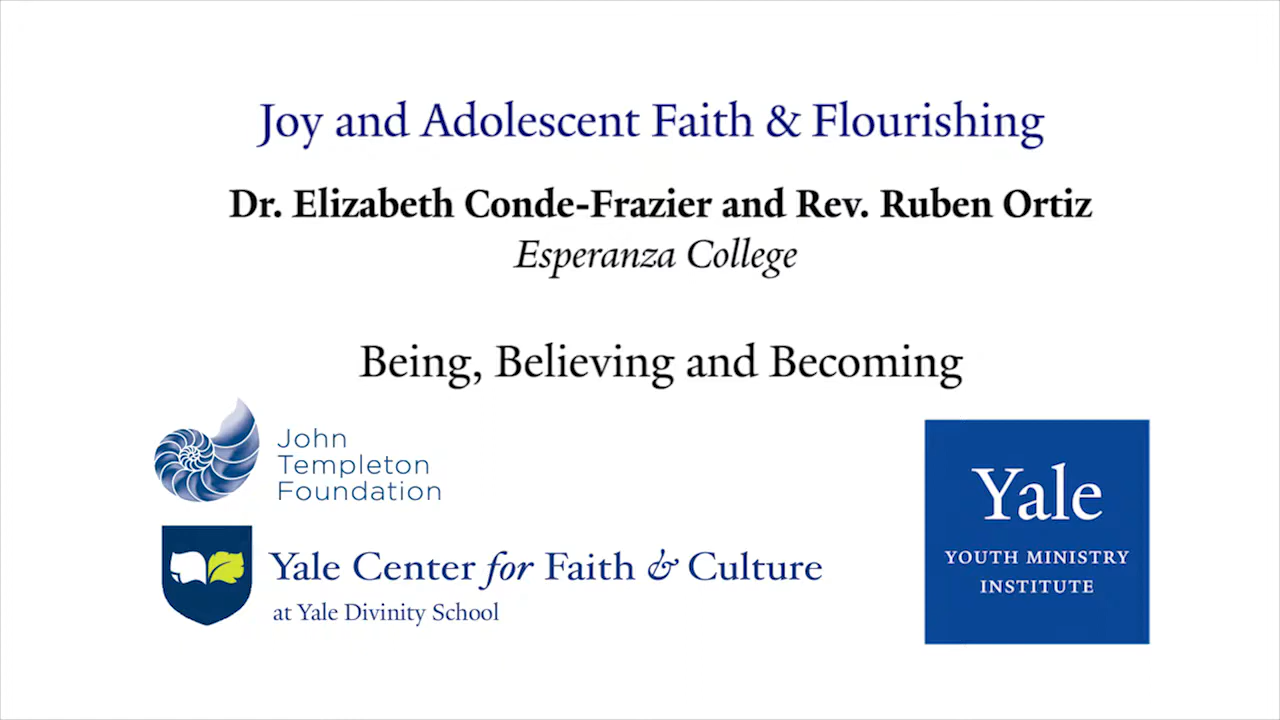 Joy and Adolescent Faith & Flourishing
Dr. Elizabeth Conde-Frazier and Rev. Ruben Ortiz
Esperanza College
Being, Believing and Becoming
John
Templeton
Foundation
Yale Center for Faith & Culture
at Yale Divinity School
Yale
YOUTH MINISTRY
INSTITUTE